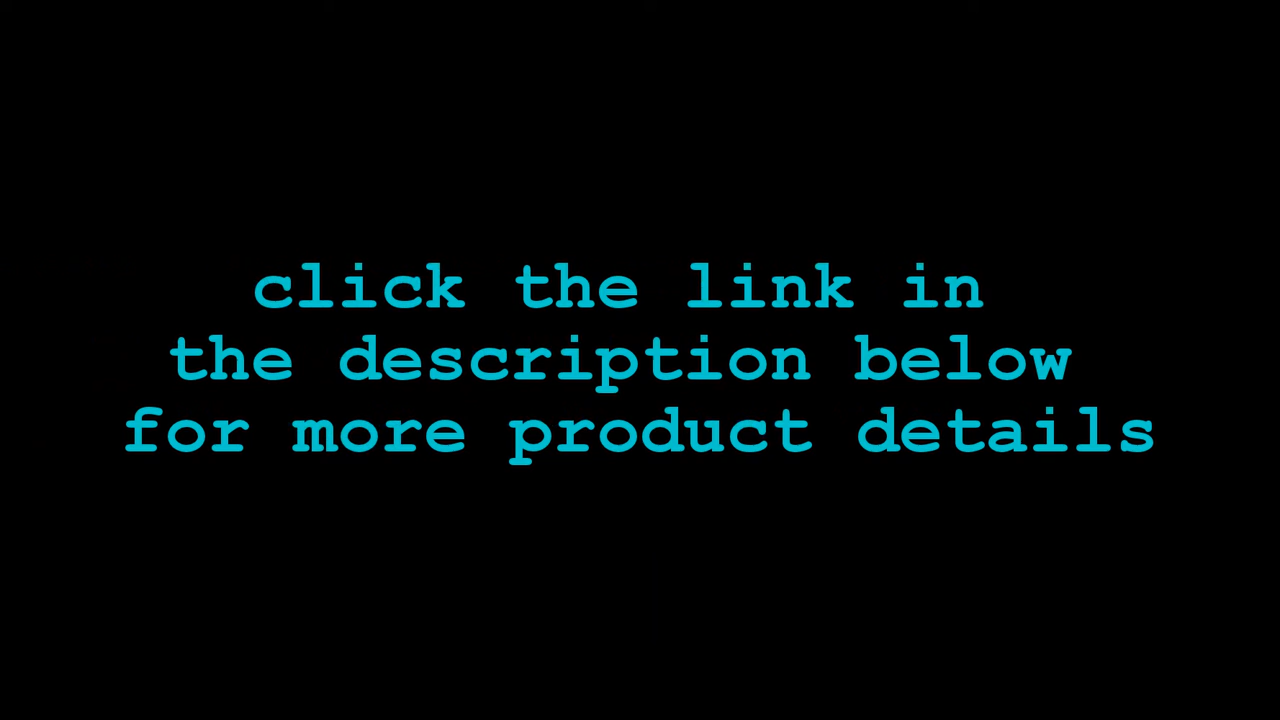 click the link in
the description below
for more product details